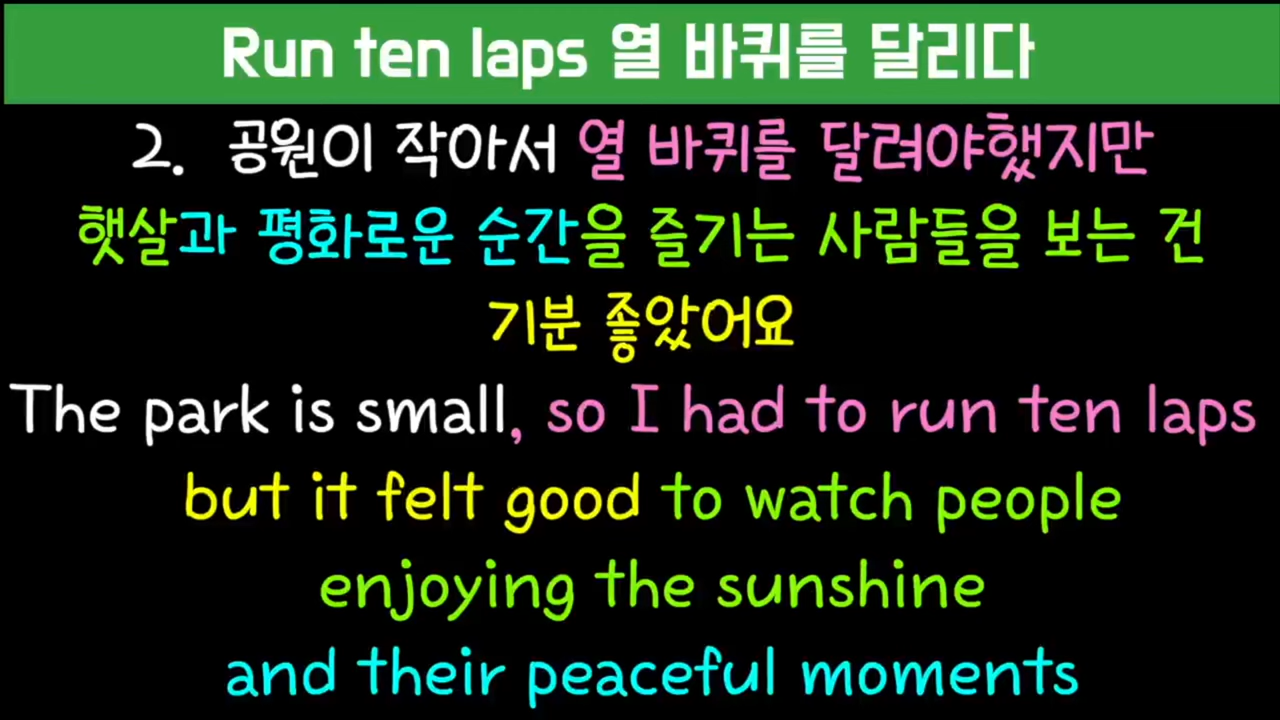 Run ten laps 열 바퀴를 달리다
2. 공원이 작아서 열 바퀴를 달려야했지만
햇살과 평화로운 순간을 즐기는 사람들을 보는 건
기분 좋았어요
The park is small, so I had to run ten laps
but it felt good to watch people
enjoying the sunshine
and their peaceful moments